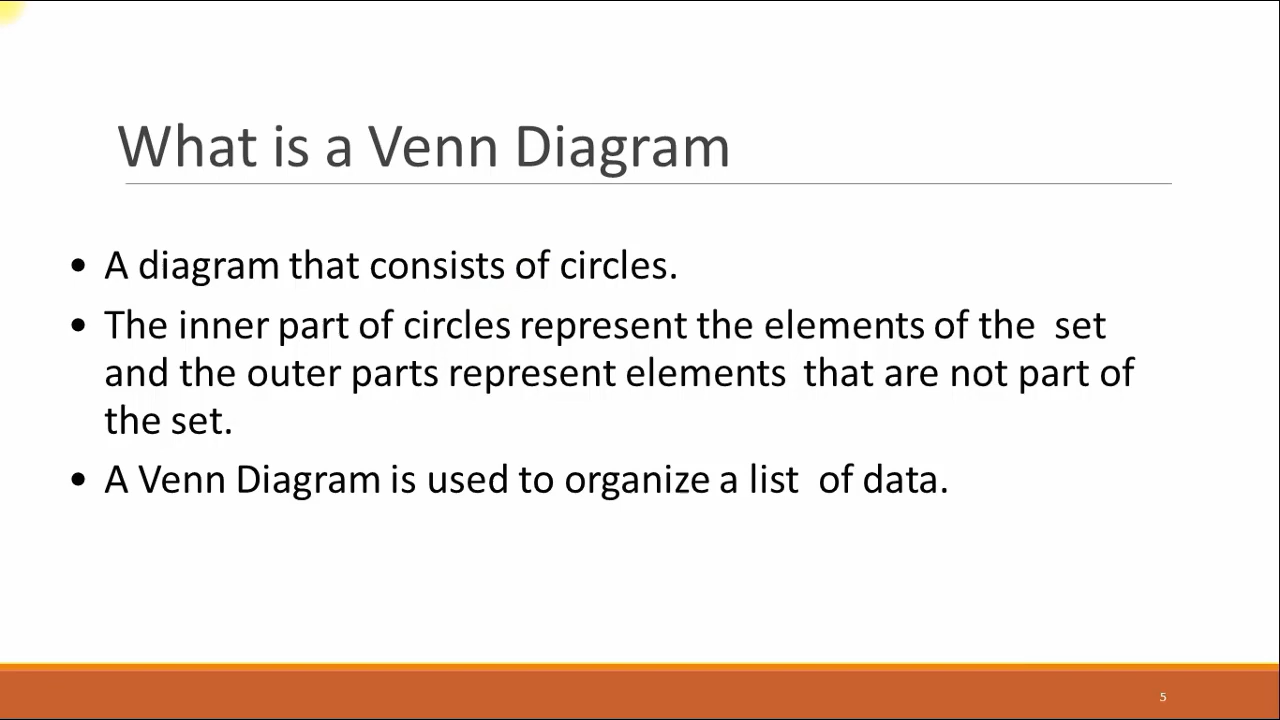 What is a Venn Diagram
• A diagram that consists of circles.
• The inner part of circles represent the elements of the  set
and the outer parts represent elements  that are not part of
the set.
• A Venn Diagram is used to organize a list  of data.
5